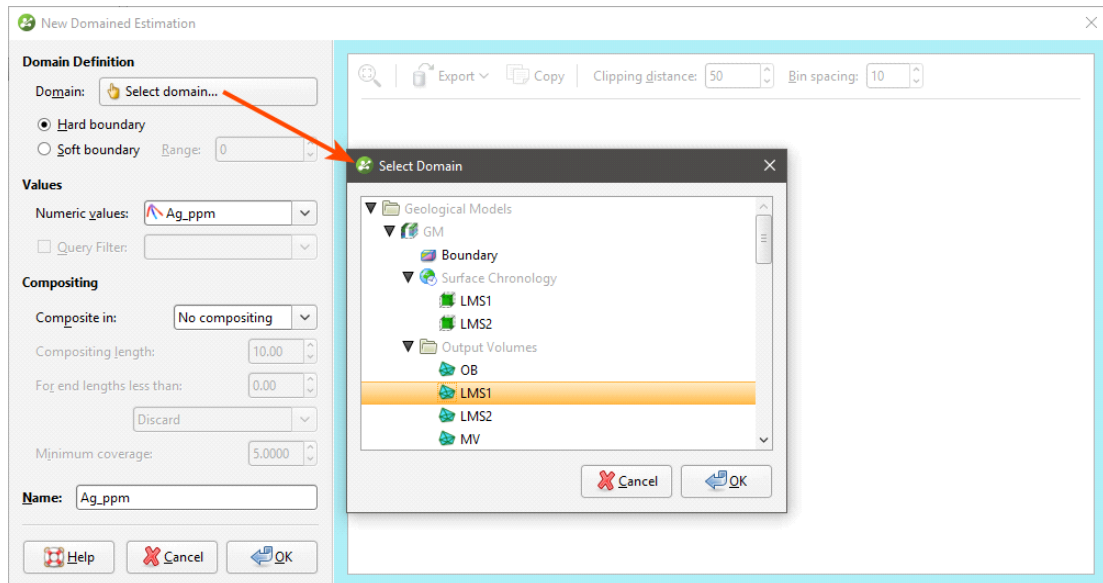 New Domained Estimation
Domain Definition
Domain: Select domain...
Hard boundary
Soft boundary Range: 0
Values
Numeric values: Ag_ppm
Query Filter:
Compositing
Composite in: No compositing
Compositing length: 10.00
For end lengths less than: 0.00
Discard
Minimum coverage: 5.0000
Name: Ag_ppm
Help Cancel OK
Export Copy Clipping distance: 50 Bin spacing: 10
Select Domain
Geological Models
GM
Boundary
Surface Chronology
LMS1
LMS2
Output Volumes
OB
LMS1
LMS2
MV
Cancel OK